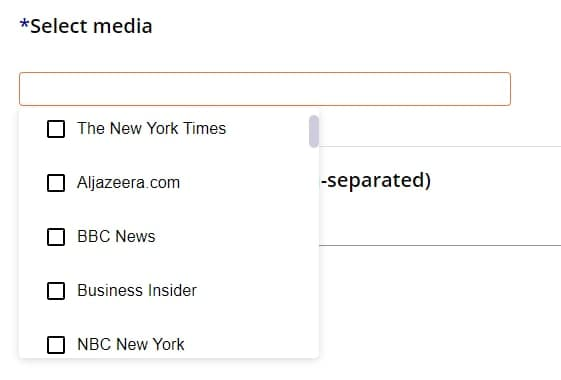 *Select media
The New York Times
Aljazeera.com
-separated)
BBC News
Business Insider
NBC New York